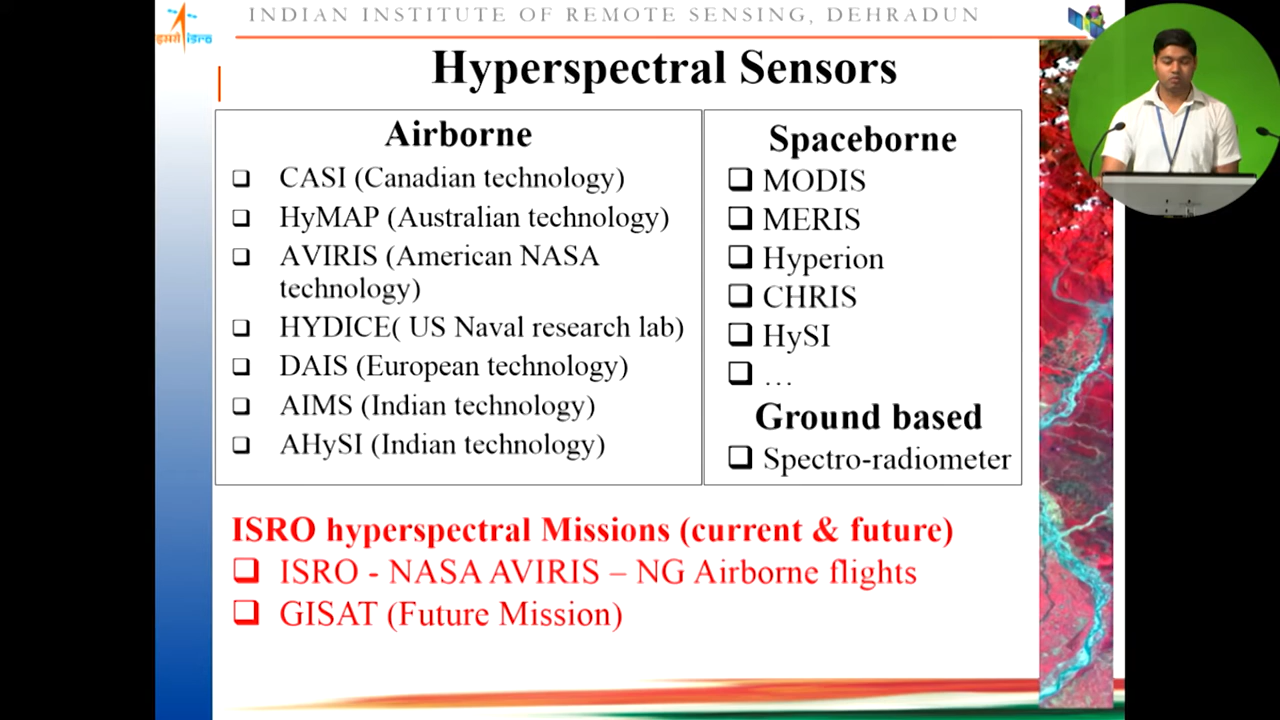 इसरो isro
INDIAN INSTITUTE OF REMOTE SENSING, DEHRADUN
Hyperspectral Sensors
Airborne
❑ CASI (Canadian technology)
❑ HyMAP (Australian technology)
❑ AVIRIS (American NASA
technology)
❑ HYDICE( US Naval research lab)
❑ DAIS (European technology)
❑ AIMS (Indian technology)
❑ AHySI (Indian technology)
Spaceborne
❑ MODIS
❑ MERIS
❑ Hyperion
❑ CHRIS
❑ HySI
❑ …
Ground based
❑ Spectro-radiometer
ISRO hyperspectral Missions (current & future)
❑ ISRO - NASA AVIRIS – NG Airborne flights
❑ GISAT (Future Mission)